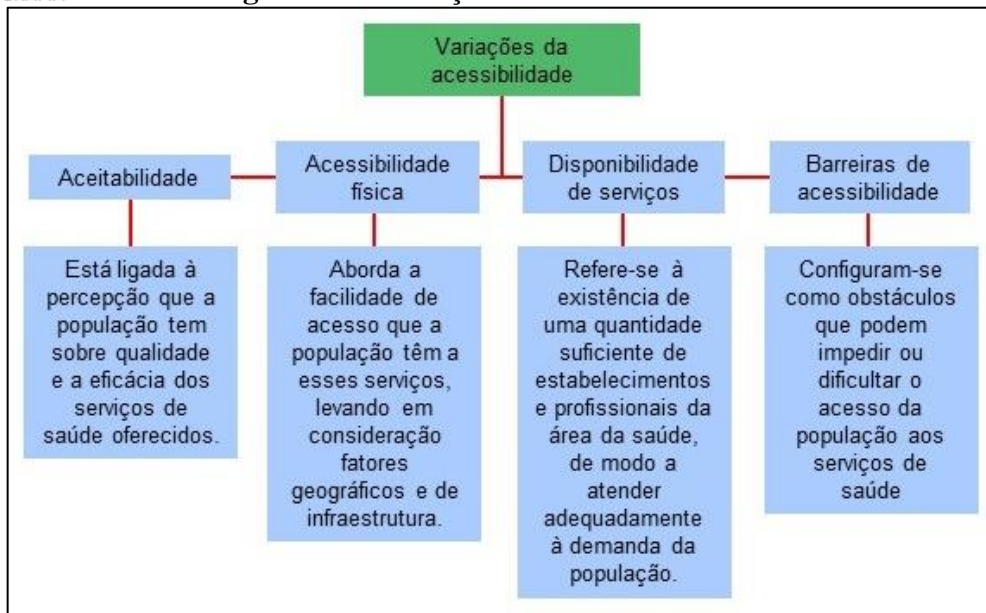 Variações da
acessibilidade
Aceitabilidade
Acessibilidade
física
Disponibilidade
de serviços
Barreiras de
acessibilidade
Está ligada à
percepção que a
população tem
sobre qualidade
e a eficácia dos
serviços de
saúde oferecidos.
Aborda a
facilidade de
acesso que a
população têm a
esses serviços,
levando em
consideração
fatores
geográficos e de
infraestrutura.
Refere-se à
existência de
uma quantidade
suficiente de
estabelecimentos
e profissionais da
área da saúde,
de modo a
atender
adequadamente
à demanda da
população.
Configuram-se
como obstáculos
que podem
impedir ou
dificultar o
acesso da
população aos
serviços de
saúde